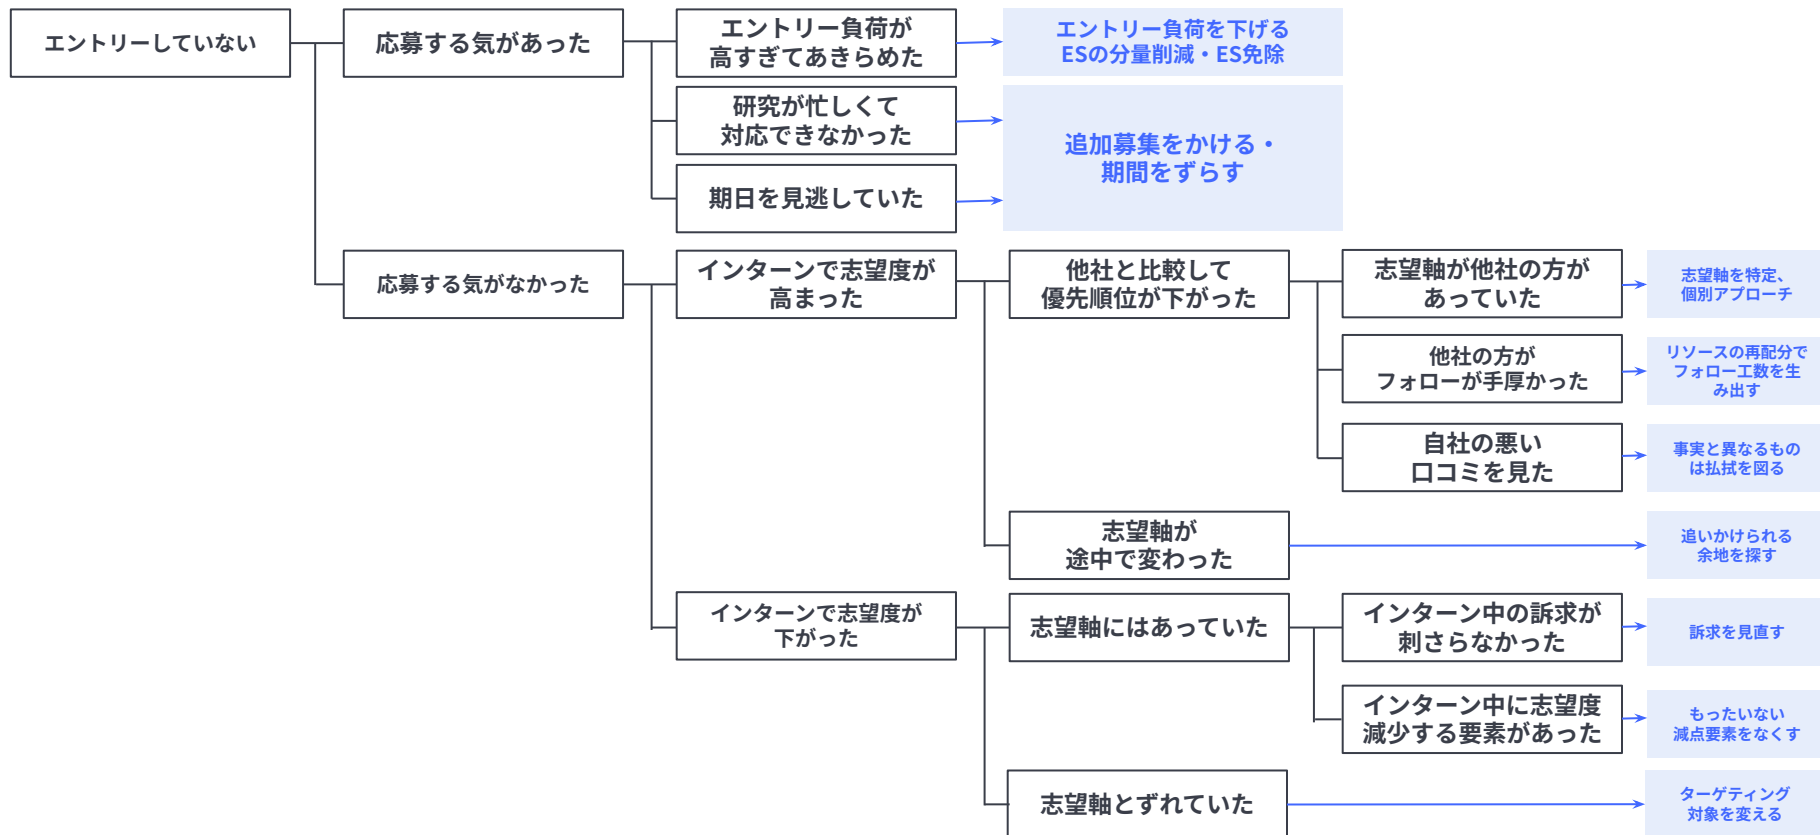 エントリーしていない
応募する気があった
エントリー負荷が
高すぎてあきらめた
エントリー負荷を下げる
ESの分量削減・ES免除
研究が忙しくて
対応できなかった
追加募集をかける・
期間をずらす
期日を見逃していた
応募する気がなかった
インターンで志望度が
高まった
他社と比較して
優先順位が下がった
志望軸が他社の方が
あっていた
志望軸を特定、
個別アプローチ
他社の方が
フォローが手厚かった
リソースの再配分で
フォロー工数を生
み出す
自社の悪い
口コミを見た
事実と異なるもの
は払拭を図る
志望軸が
途中で変わった
追いかけられる
余地を探す
インターンで志望度が
下がった
志望軸にはあっていた
インターン中の訴求が
刺さらなかった
訴求を見直す
インターン中に志望度
減少する要素があった
もったいない
減点要素をなくす
志望軸とずれていた
ターゲティング
対象を変える